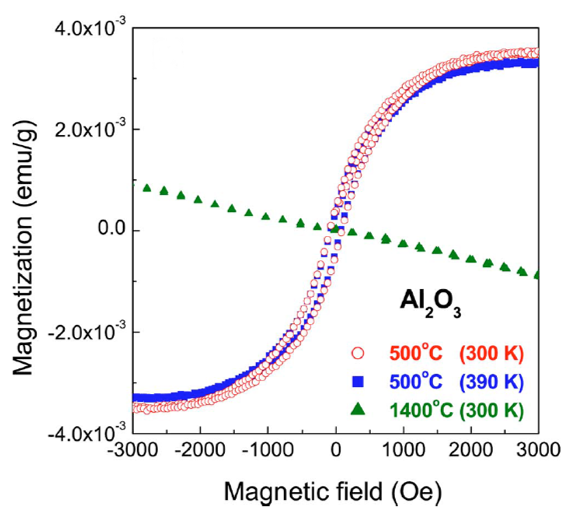 4.0x10⁻³
2.0x10⁻³
0.0
-2.0x10⁻³
-4.0x10⁻³
Magnetization (emu/g)
Al₂O₃
500°C (300 K)
500°C (390 K)
1400°C (300 K)
-3000 -2000 -1000 0 1000 2000 3000
Magnetic field (Oe)